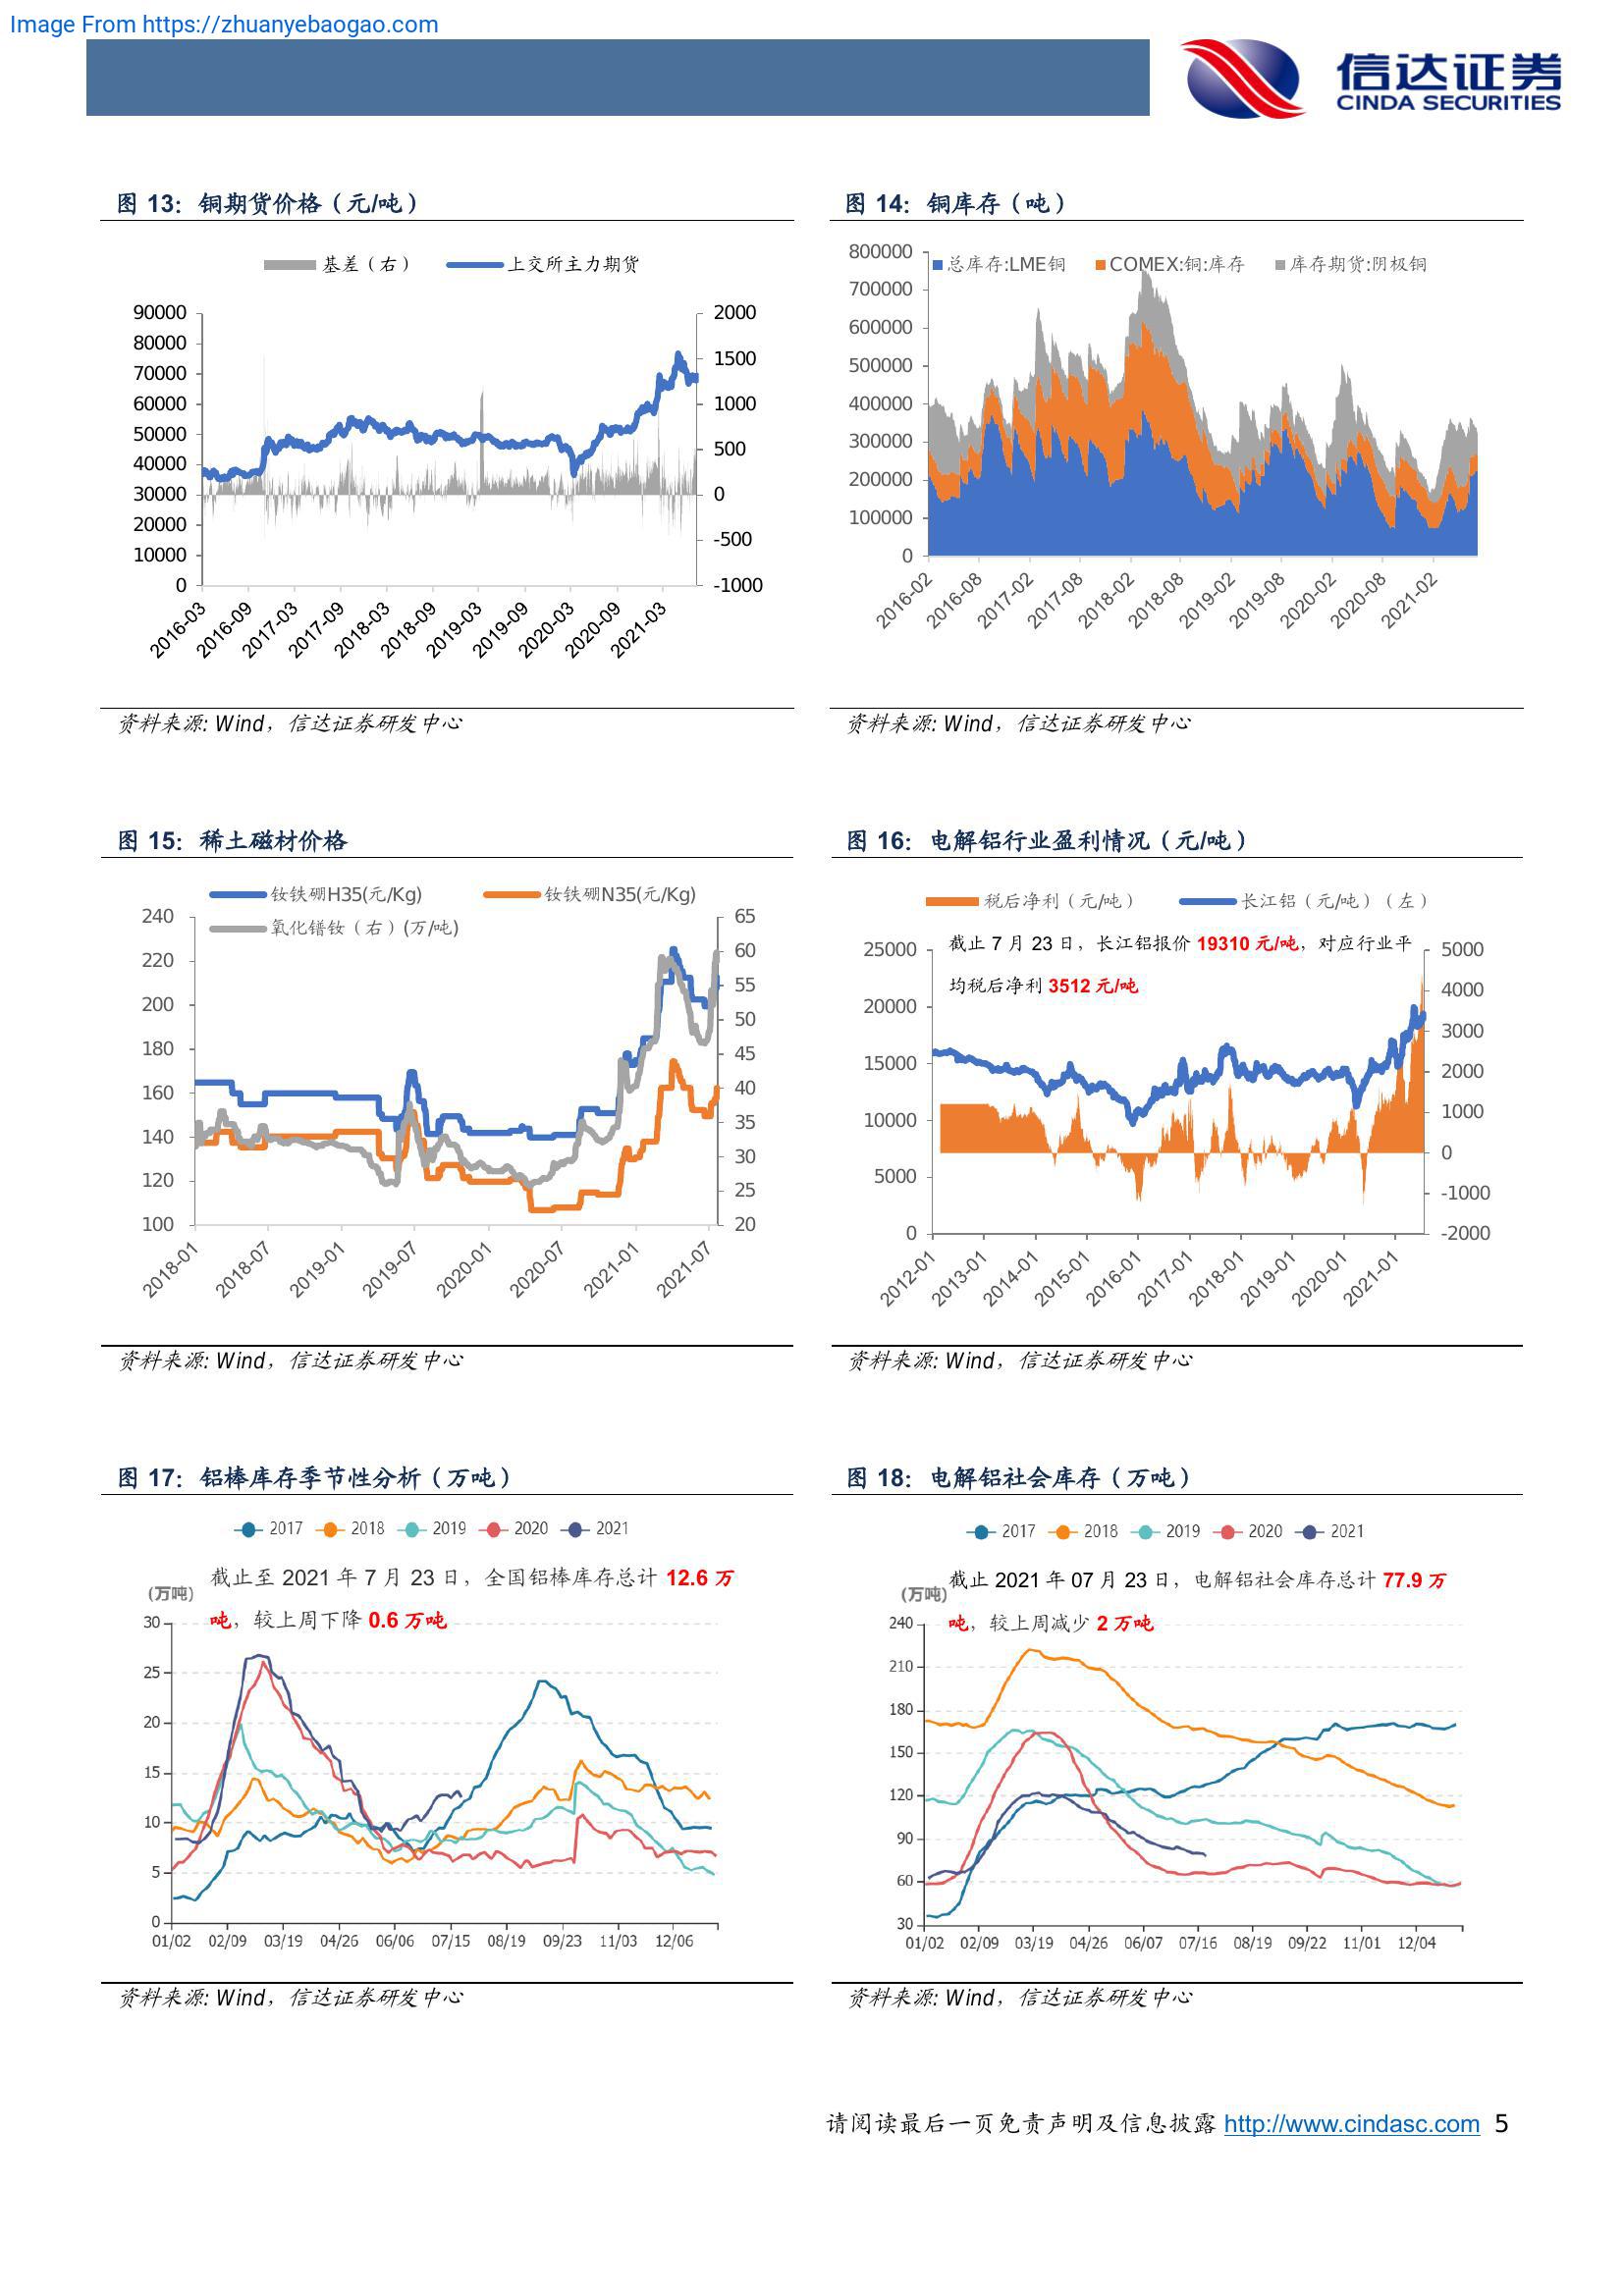 Image From https://zhuanyebaogao.com
信达证券
CINDA SECURITIES
图 13：铜期货价格（元/吨）
基差（右） 上交所主力期货
90000
80000
70000
60000
50000
40000
30000
20000
10000
0
2000
1500
1000
500
0
-500
-1000
2016-03 2016-09 2017-03 2017-09 2018-03 2018-09 2019-03 2019-09 2020-03 2020-09 2021-03
资料来源: Wind，信达证券研发中心
图 14：铜库存（吨）
总库存:LME铜 COMEX:铜:库存 库存期货:阴极铜
800000
700000
600000
500000
400000
300000
200000
100000
0
2016-02 2016-08 2017-02 2017-08 2018-02 2018-08 2019-02 2019-08 2020-02 2020-08 2021-02
资料来源: Wind，信达证券研发中心
图 15：稀土磁材价格
钕铁硼H35(元/Kg) 钕铁硼N35(元/Kg)
氧化镨钕（右）(万/吨)
240
220
200
180
160
140
120
100
65
60
55
50
45
40
35
30
25
20
2018-01 2018-07 2019-01 2019-07 2020-01 2020-07 2021-01 2021-07
资料来源: Wind，信达证券研发中心
图 16：电解铝行业盈利情况（元/吨）
税后净利（元/吨） 长江铝（元/吨）（左）
截止 7 月 23 日，长江铝报价 19310 元/吨，对应行业平
均税后净利 3512 元/吨
25000
20000
15000
10000
5000
0
5000
4000
3000
2000
1000
0
-1000
-2000
2012-01 2013-01 2014-01 2015-01 2016-01 2017-01 2018-01 2019-01 2020-01 2021-01
资料来源: Wind，信达证券研发中心
图 17：铝棒库存季节性分析（万吨）
2017 2018 2019 2020 2021
截止至 2021 年 7 月 23 日，全国铝棒库存总计 12.6 万
吨，较上周下降 0.6 万吨
(万吨)
30
25
20
15
10
5
0
01/02 02/09 03/19 04/26 06/06 07/15 08/19 09/23 11/03 12/06
资料来源: Wind，信达证券研发中心
图 18：电解铝社会库存（万吨）
2017 2018 2019 2020 2021
截止 2021 年 07 月 23 日，电解铝社会库存总计 77.9 万
吨，较上周减少 2 万吨
(万吨)
240
210
180
150
120
90
60
30
01/02 02/09 03/19 04/26 06/07 07/16 08/19 09/22 11/01 12/04
资料来源: Wind，信达证券研发中心
请阅读最后一页免责声明及信息披露 http://www.cindasc.com 5